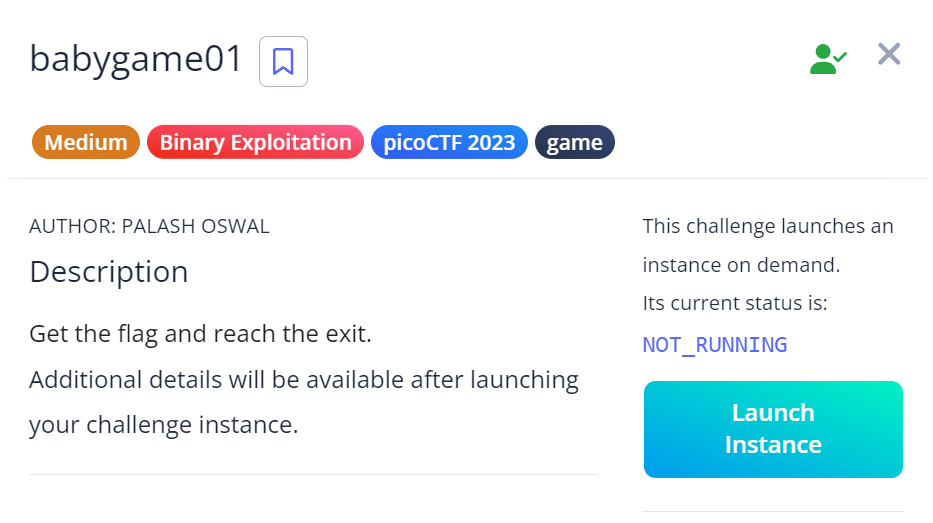 babygame01
Medium Binary Exploitation picoCTF 2023 game
AUTHOR: PALASH OSWAL
Description
Get the flag and reach the exit.
Additional details will be available after launching
your challenge instance.
This challenge launches an
instance on demand.
Its current status is:
NOT_RUNNING
Launch
Instance